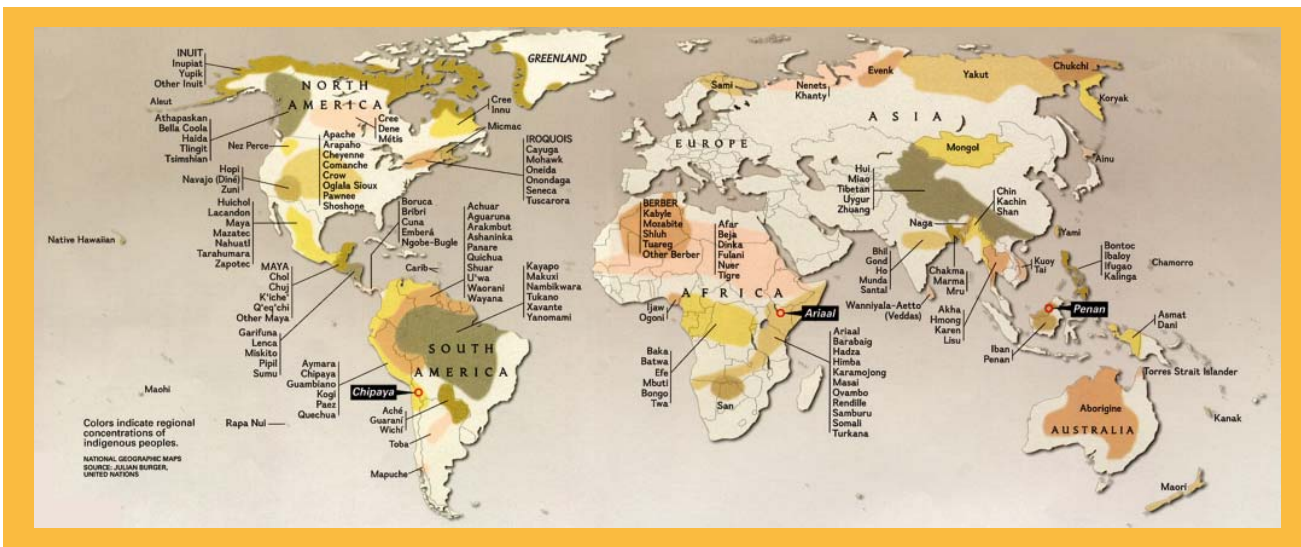 GREENLAND
INUIT
Inupiat
Yupik
Other Inuit
Aleut
NORTH
AMERICA
Athapaskan
Bella Coola
Haida
Tlingit
Tsimshian
Nez Perce
Cree
Dene
Métis
Cree
Innu
Micmac
Apache
Arapaho
Cheyenne
Comanche
Crow
Oglala Sioux
Pawnee
Shoshone
IROQUOIS
Cayuga
Mohawk
Oneida
Onondaga
Seneca
Tuscarora
Hopi
Navajo (Diné)
Zuni
Huichol
Lacandon
Maya
Mazatec
Nahuatl
Tarahumara
Zapotec
Native Hawaiian
MAYA
Chol
Chuj
K'iche'
Q'eq'chi
Other Maya
Garifuna
Lenca
Miskito
Pipil
Sumu
Boruca
Bribri
Cuna
Emberá
Ngobe-Bugle
Carib
Achuar
Aguaruna
Arakmbut
Ashaninka
Panare
Quichua
Shuar
U'wa
Waorani
Wayana
Kayapo
Makuxi
Nambikwara
Tukano
Xavante
Yanomami
SOUTH
AMERICA
Aymara
Chipaya
Guambiano
Kogi
Paez
Quechua
Chipaya
Aché
Guaraní
Wichí
Toba
Mapuche
Maohi
Rapa Nui
Colors indicate regional
concentrations of
indigenous peoples.
NATIONAL GEOGRAPHIC MAPS
SOURCE: JULIAN BURGER,
UNITED NATIONS
Sami
Nenets
Khanty
Evenk
Yakut
Chukchi
Koryak
ASIA
EUROPE
Mongol
Ainu
Hui
Miao
Tibetan
Uygur
Zhuang
Chin
Kachin
Shan
Naga
Yami
BERBER
Kabyle
Mozabite
Shluh
Tuareg
Other Berber
Afar
Beja
Dinka
Fulani
Nuer
Tigre
AFRICA
Ijaw
Ogoni
Bhil
Gond
Ho
Munda
Santal
Chakma
Marma
Mru
Kuoy
Tai
Bontoc
Ibaloy
Ifugao
Kalinga
Chamorro
Wanniyala-Aetto
(Veddas)
Akha
Hmong
Karen
Lisu
Ariaal
Penan
Iban
Penan
Asmat
Dani
Baka
Batwa
Efe
Mbuti
Bongo
Twa
San
Ariaal
Barabaig
Hadza
Himba
Karamojong
Masai
Ovambo
Rendille
Samburu
Somali
Turkana
Torres Strait Islander
Aborigine
AUSTRALIA
Kanak
Maori